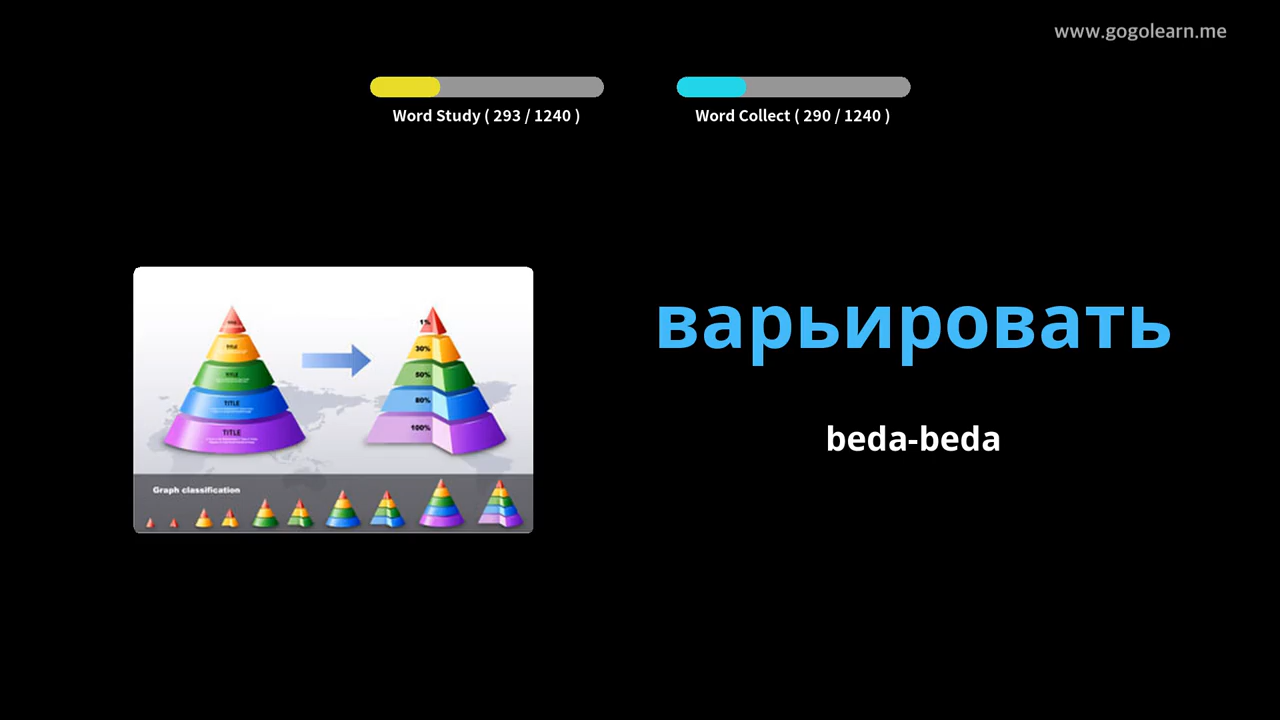 www.gogolearn.me
Word Study ( 293 / 1240 )
Word Collect ( 290 / 1240 )
варьировать
beda-beda
TITLE
TITLE
TITLE
TITLE
1%
30%
50%
80%
100%
Graph classification